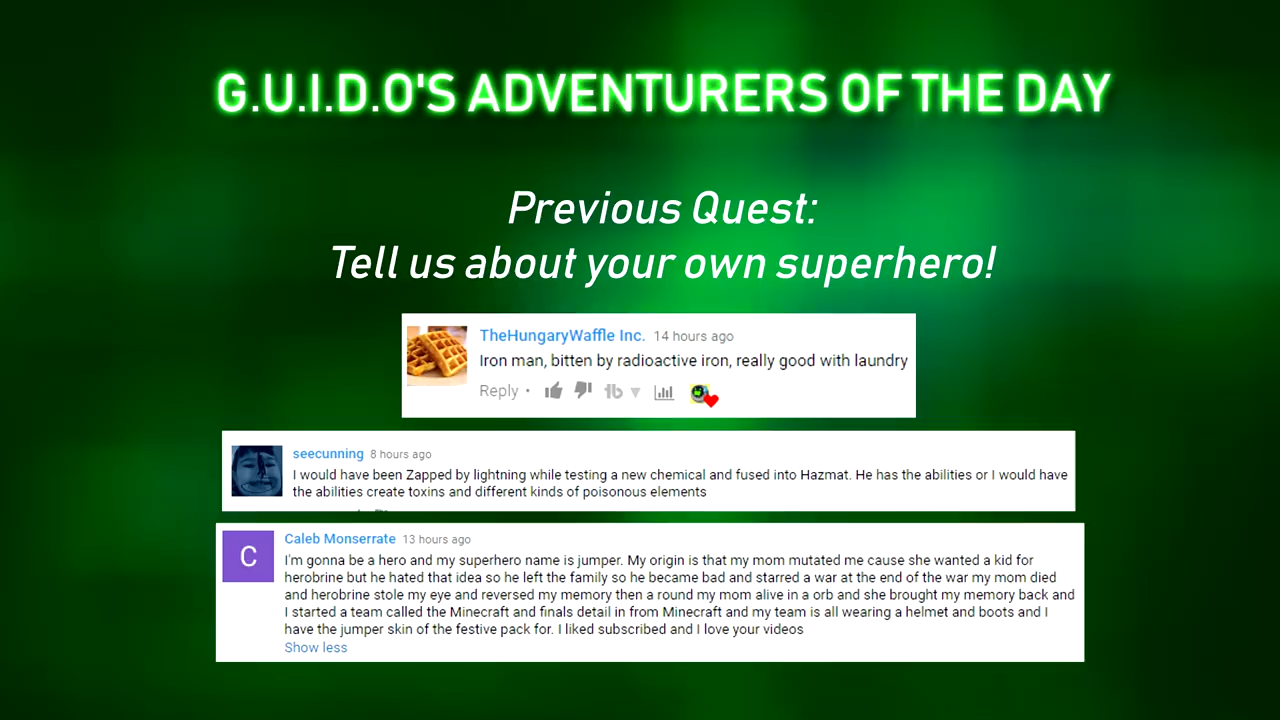 G.U.I.D.O'S ADVENTURERS OF THE DAY
Previous Quest:
Tell us about your own superhero!
TheHungaryWaffle Inc. 14 hours ago
Iron man, bitten by radioactive iron, really good with laundry
Reply •
seecunning 8 hours ago
I would have been Zapped by lightning while testing a new chemical and fused into Hazmat. He has the abilities or I would have
the abilities create toxins and different kinds of poisonous elements
C
Caleb Monserrate 13 hours ago
I'm gonna be a hero and my superhero name is jumper. My origin is that my mom mutated me cause she wanted a kid for
herobrine but he hated that idea so he left the family so he became bad and starred a war at the end of the war my mom died
and herobrine stole my eye and reversed my memory then a round my mom alive in a orb and she brought my memory back and
I started a team called the Minecraft and finals detail in from Minecraft and my team is all wearing a helmet and boots and I
have the jumper skin of the festive pack for. I liked subscribed and I love your videos
Show less